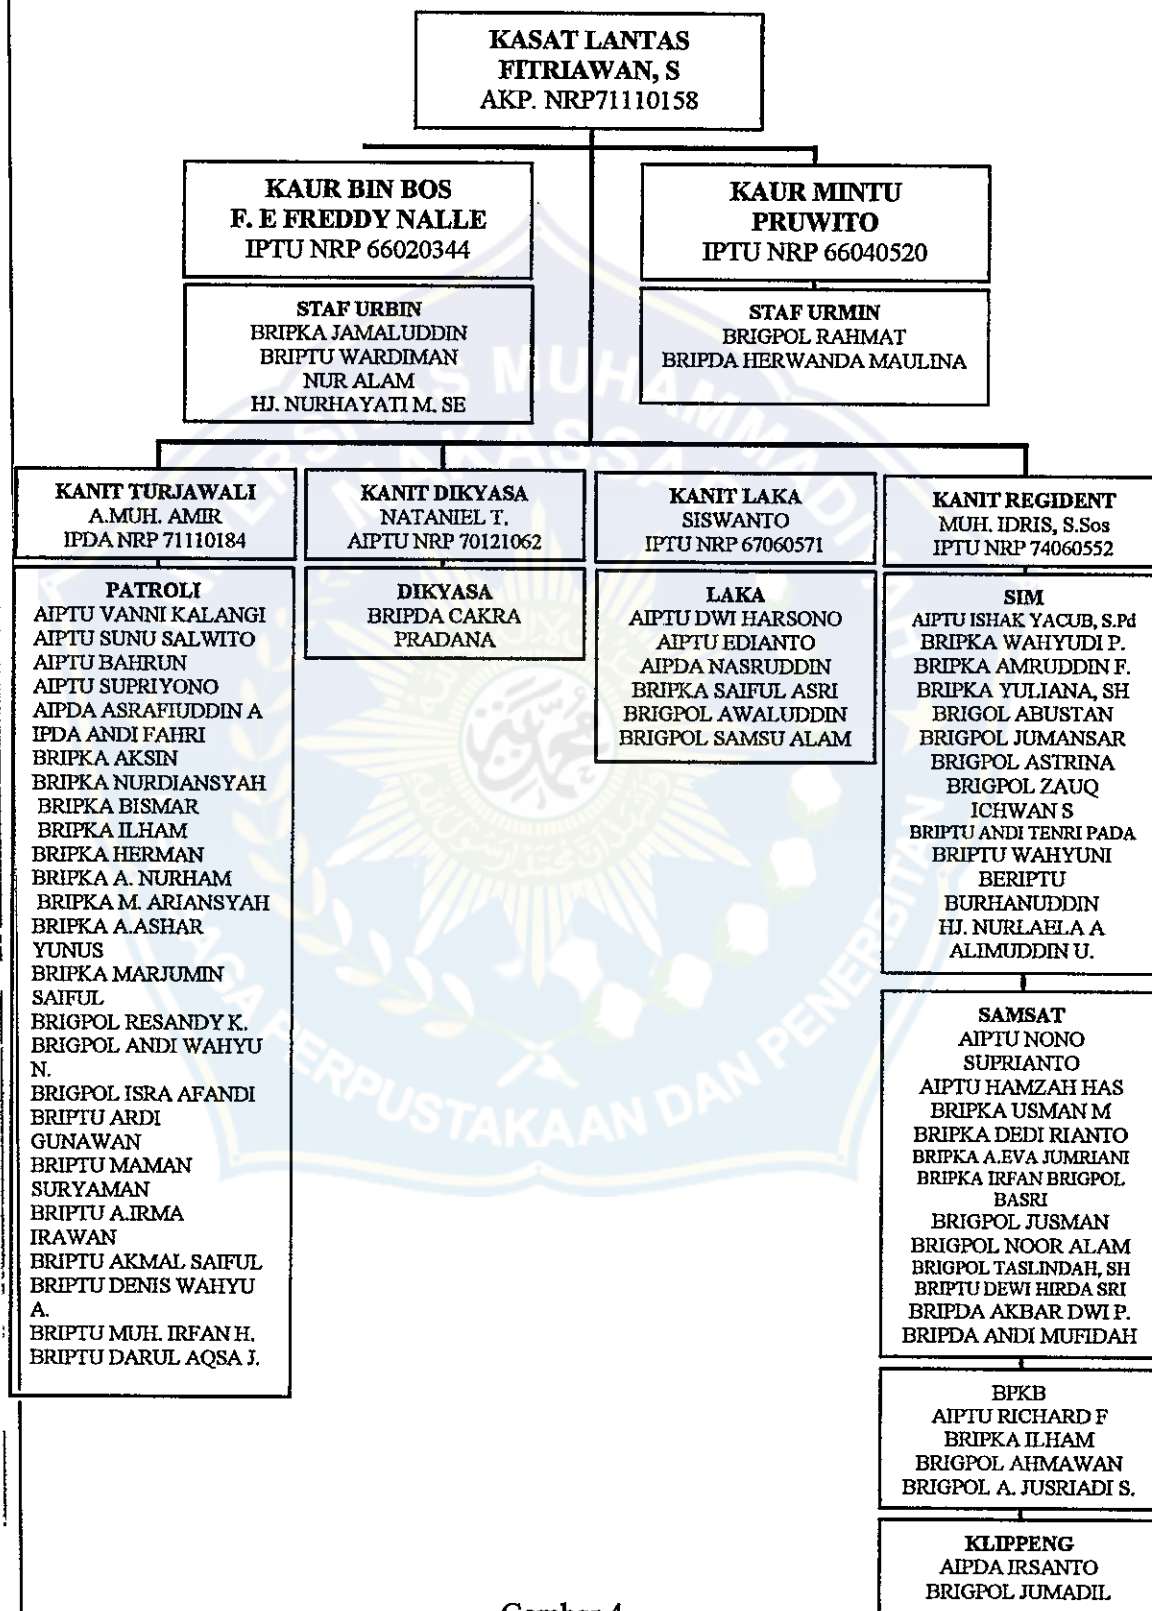 KASAT LANTAS
FITRIAWAN, S
AKP. NRP71110158
KAUR BIN BOS
F. E FREDDY NALLE
IPTU NRP 66020344
KAUR MINTU
PRUWITO
IPTU NRP 66040520
STAF URBIN
BRIPKA JAMALUDDIN
BRIPTU WARDIMAN
NUR ALAM
HJ. NURHAYATI M. SE
STAF URMIN
BRIGPOL RAHMAT
BRIPDA HERWANDA MAULINA
KANIT TURJAWALI
A.MUH. AMIR
IPDA NRP 71110184
KANIT DIKYASA
NATANIEL T.
AIPTU NRP 70121062
KANIT LAKA
SISWANTO
IPTU NRP 67060571
KANIT REGIDENT
MUH. IDRIS, S.Sos
IPTU NRP 74060552
PATROLI
AIPTU VANNI KALANGI
AIPTU SUNU SALWITO
AIPTU BAHRUN
AIPTU SUPRIYONO
AIPDA ASRAFIUDDIN A
IPDA ANDI FAHRI
BRIPKA AKSIN
BRIPKA NURDIANSYAH
BRIPKA BISMAR
BRIPKA ILHAM
BRIPKA HERMAN
BRIPKA A. NURHAM
BRIPKA M. ARIANSYAH
BRIPKA A.ASHAR
YUNUS
BRIPKA MARJUMIN
SAIFUL
BRIGPOL RESANDY K.
BRIGPOL ANDI WAHYU
N.
BRIGPOL ISRA AFANDI
BRIPTU ARDI
GUNAWAN
BRIPTU MAMAN
SURYAMAN
BRIPTU A.IRMA
IRAWAN
BRIPTU AKMAL SAIFUL
BRIPTU DENIS WAHYU
A.
BRIPTU MUH. IRFAN H.
BRIPTU DARUL AQSA J.
DIKYASA
BRIPDA CAKRA
PRADANA
LAKA
AIPTU DWI HARSONO
AIPTU EDIANTO
AIPDA NASRUDDIN
BRIPKA SAIFUL ASRI
BRIGPOL AWALUDDIN
BRIGPOL SAMSU ALAM
SIM
AIPTU ISHAK YACUB, S.Pd
BRIPKA WAHYUDI P.
BRIPKA AMRUDDIN F.
BRIPKA YULIANA, SH
BRIGOL ABUSTAN
BRIGPOL JUMANSAR
BRIGPOL ASTRINA
BRIGPOL ZAUQ
ICHWAN S
BRIPTU ANDI TENRI PADA
BRIPTU WAHYUNI
BERIPTU
BURHANUDDIN
HJ. NURLAELA A
ALIMUDDIN U.
SAMSAT
AIPTU NONO
SUPRIANTO
AIPTU HAMZAH HAS
BRIPKA USMAN M
BRIPKA DEDI RIANTO
BRIPKA A.EVA JUMRIANI
BRIPKA IRFAN BRIGPOL
BASRI
BRIGPOL JUSMAN
BRIGPOL NOOR ALAM
BRIGPOL TASLINDAH, SH
BRIPTU DEWI HIRDA SRI
BRIPDA AKBAR DWI P.
BRIPDA ANDI MUFIDAH
BPKB
AIPTU RICHARD F
BRIPKA ILHAM
BRIGPOL AHMAWAN
BRIGPOL A. JUSRIADI S.
KLIPPENG
AIPDA IRSANTO
BRIGPOL JUMADIL
Gambar 4